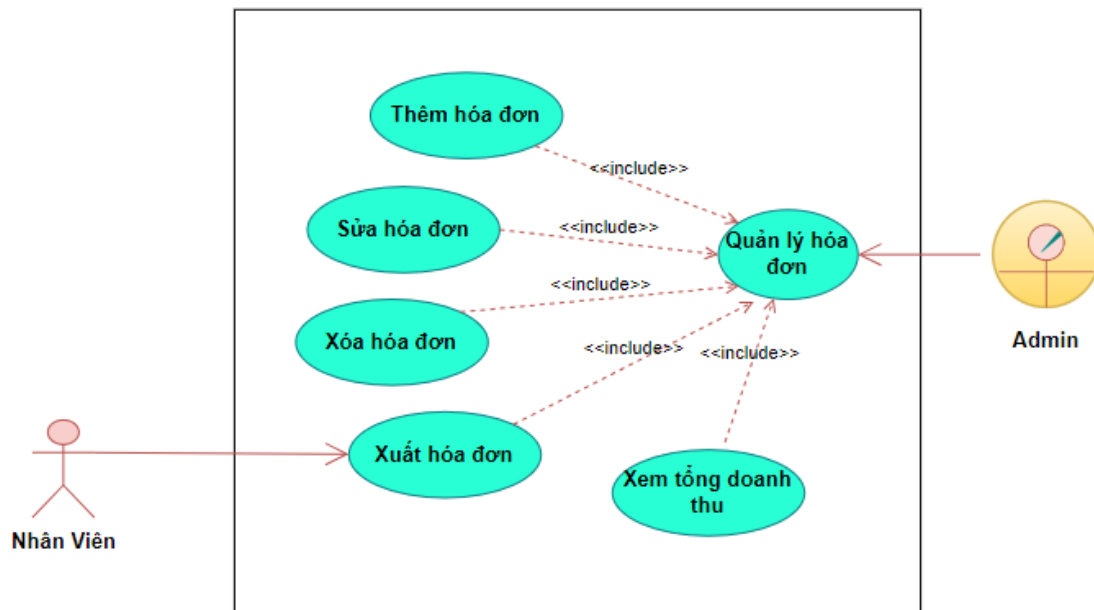 Thêm hóa đơn
<<include>>
Sửa hóa đơn
<<include>>
Quản lý hóa
đơn
<<include>>
Xóa hóa đơn
<<include>>
<<include>>
Admin
Xuất hóa đơn
Xem tổng doanh
thu
Nhân Viên